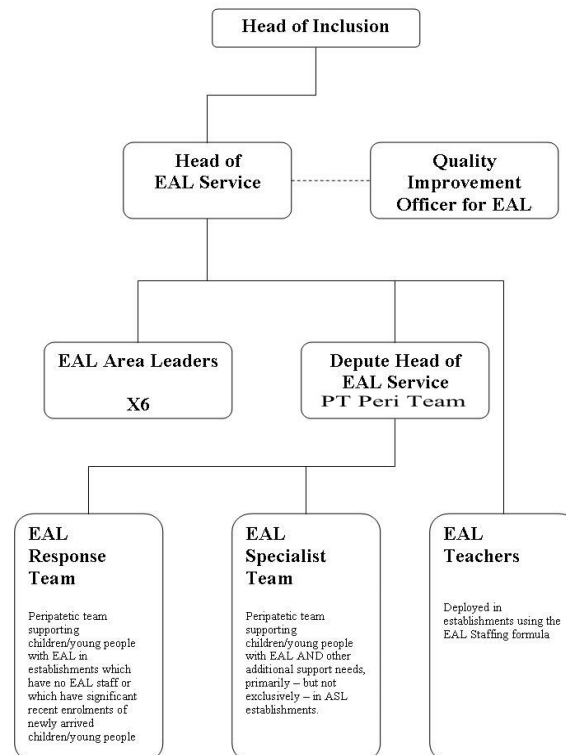 Head of Inclusion
Head of
EAL Service
Quality
Improvement
Officer for EAL
EAL Area Leaders
X6
Depute Head of
EAL Service
PT Peri Team
EAL
Response
Team
Peripatetic team
supporting
children/young people
with EAL in
establishments which
have no EAL staff or
which have significant
recent enrolments of
newly arrived
children/young people
EAL
Specialist
Team
Peripatetic team
supporting
children/young people
with EAL AND other
additional support needs,
primarily – but not
exclusively – in ASL
establishments.
EAL
Teachers
Deployed in
establishments using the
EAL Staffing formula